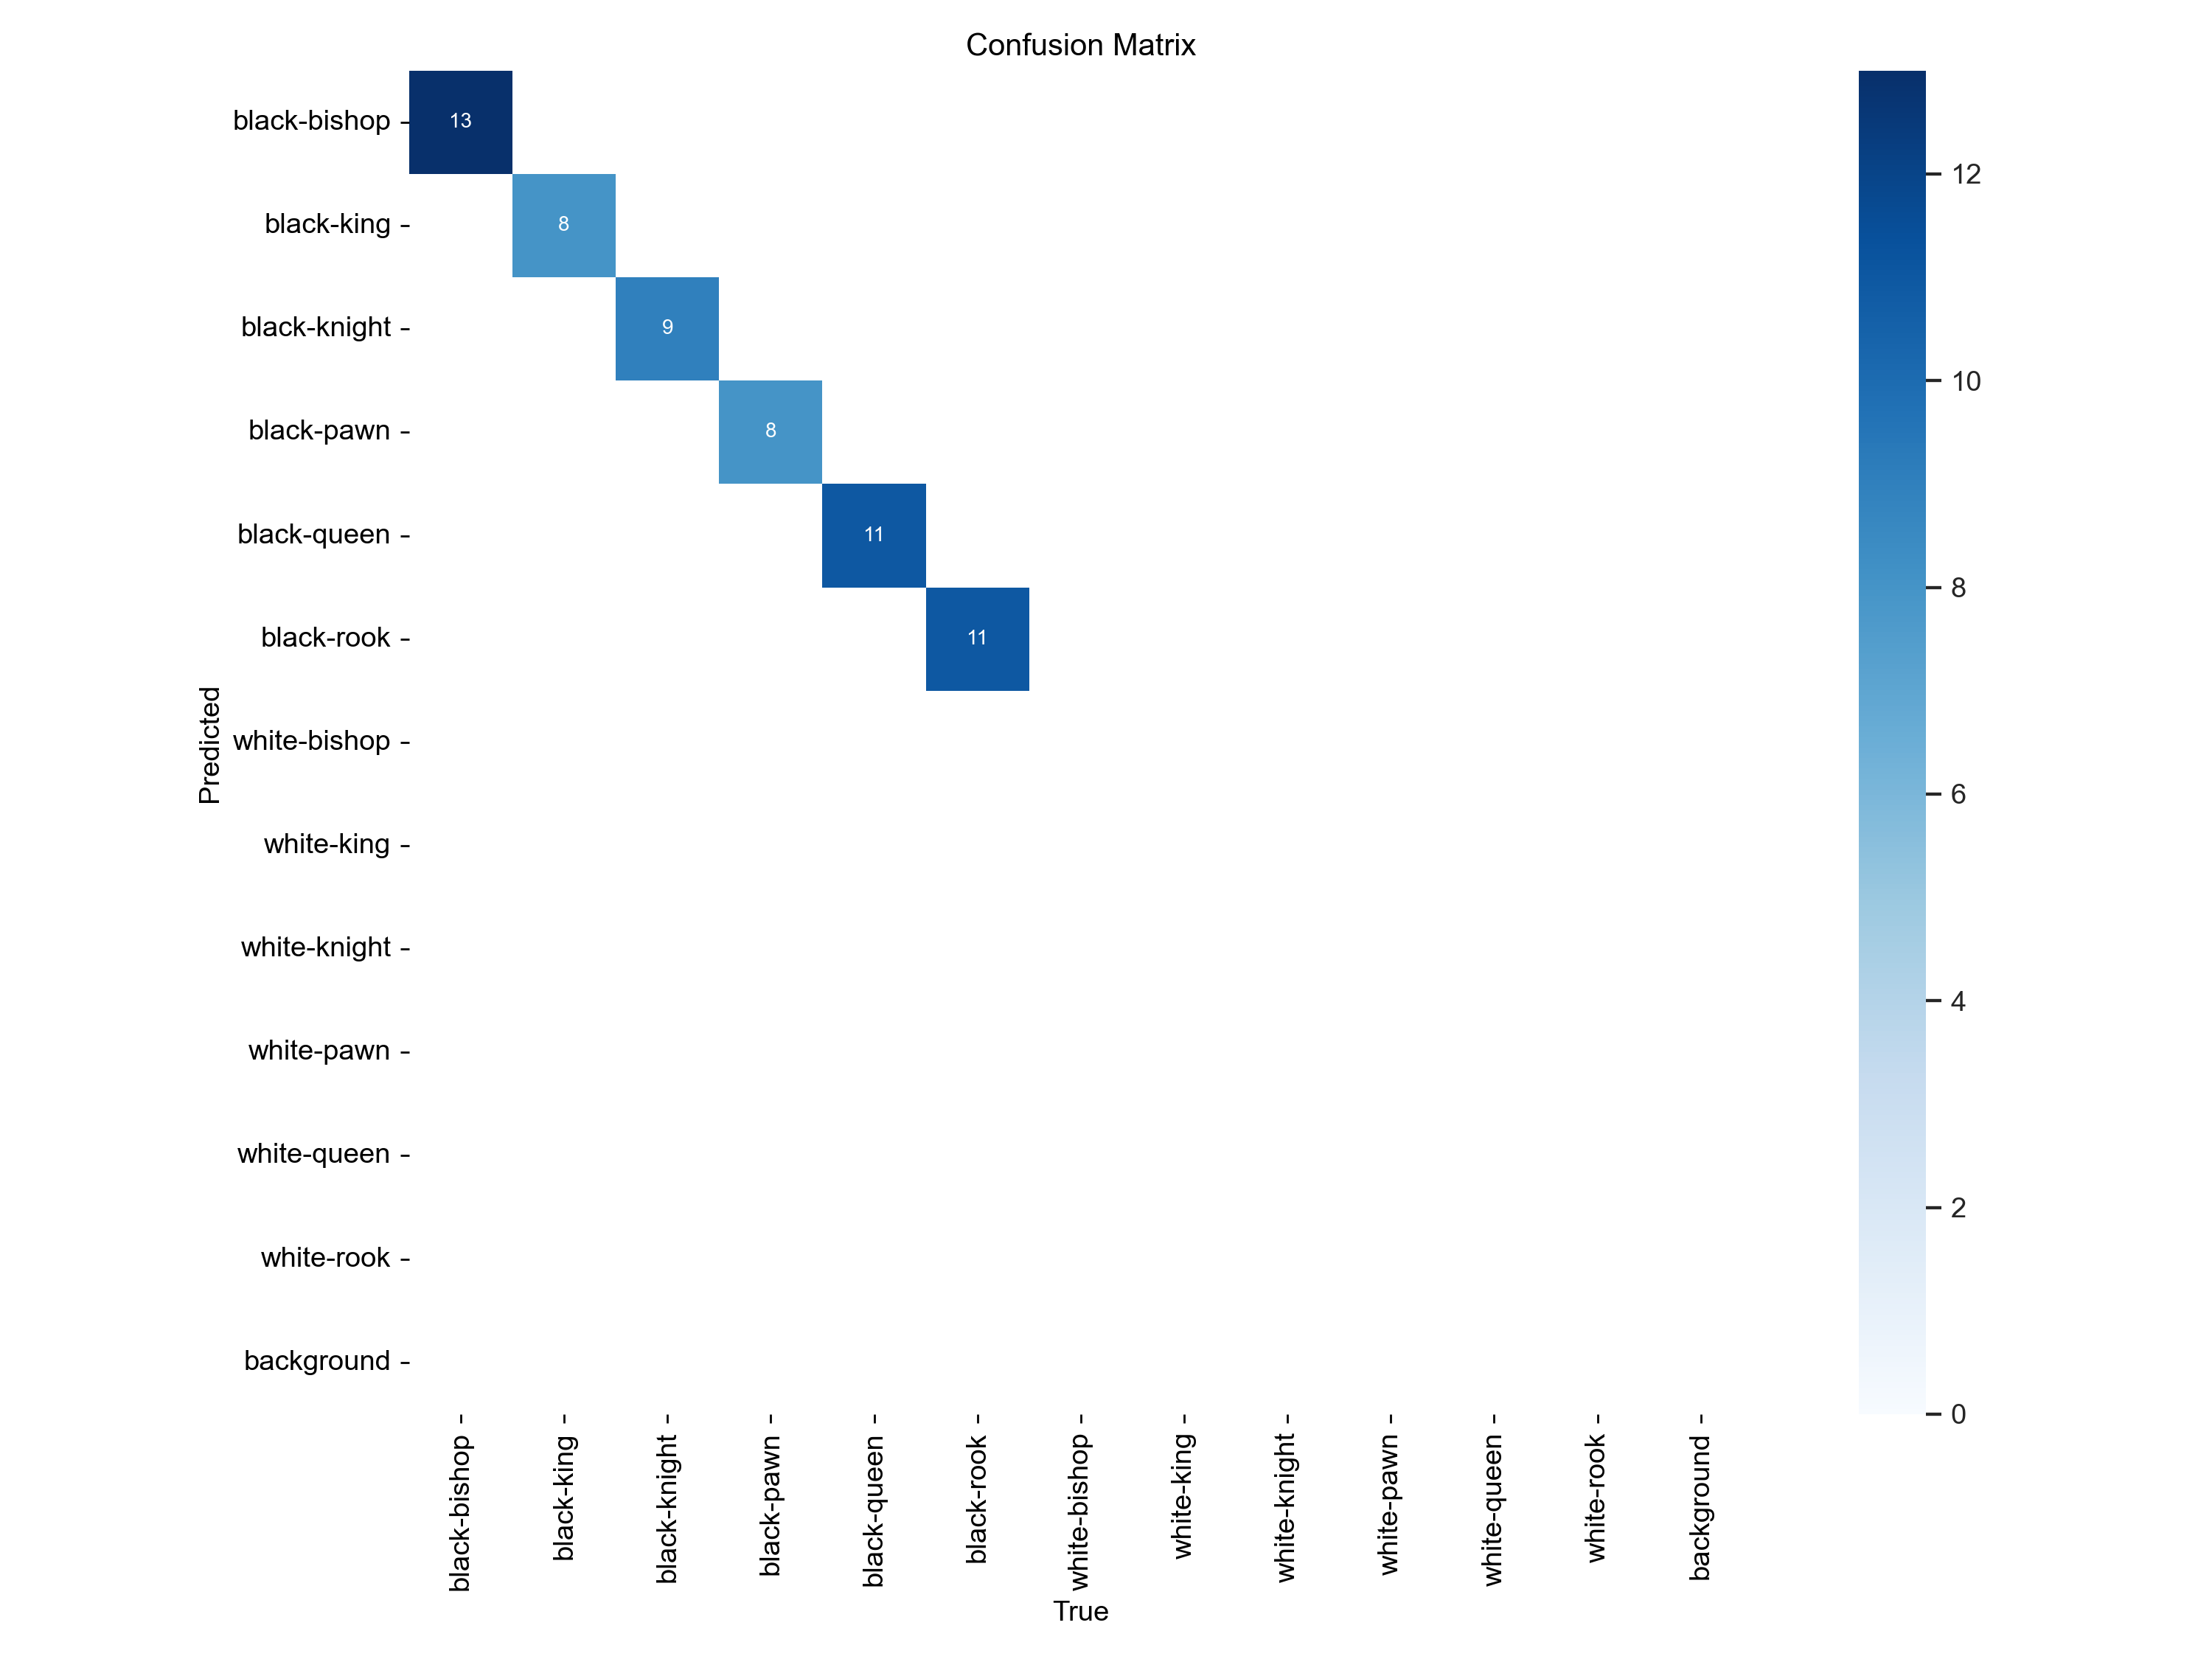 Confusion Matrix
black-bishop
13
black-king
8
black-knight
9
black-pawn
8
black-queen
11
black-rook
11
white-bishop
white-king
white-knight
white-pawn
white-queen
white-rook
background
Predicted
black-bishop
black-king
black-knight
black-pawn
black-queen
black-rook
white-bishop
white-king
white-knight
white-pawn
white-queen
white-rook
background
True
12
10
8
6
4
2
0